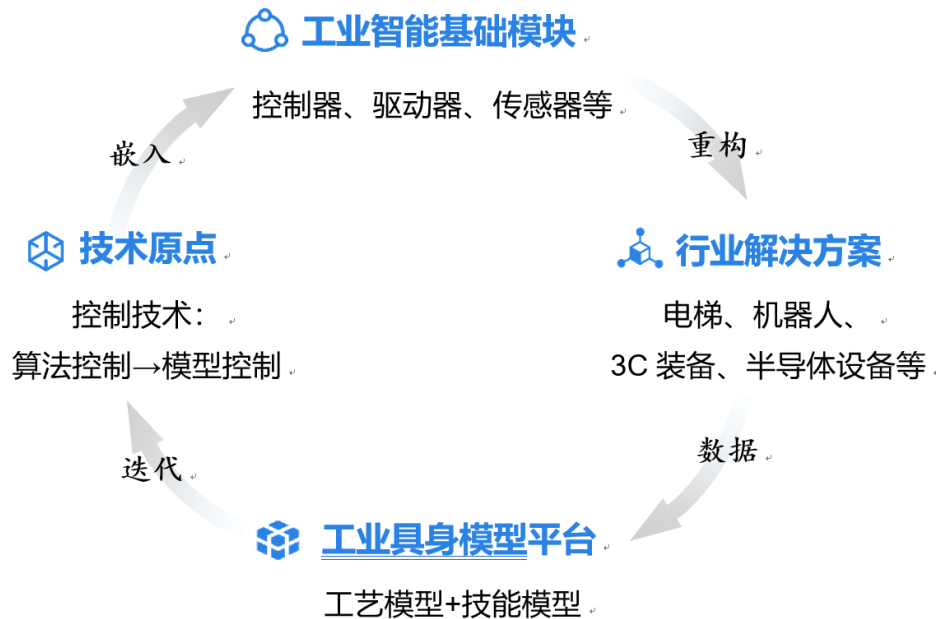 工业智能基础模块
控制器、驱动器、传感器等
嵌入
重构
技术原点
控制技术：
算法控制→模型控制
行业解决方案
电梯、机器人、
3C 装备、半导体设备等
迭代
数据
工业具身模型平台
工艺模型+技能模型